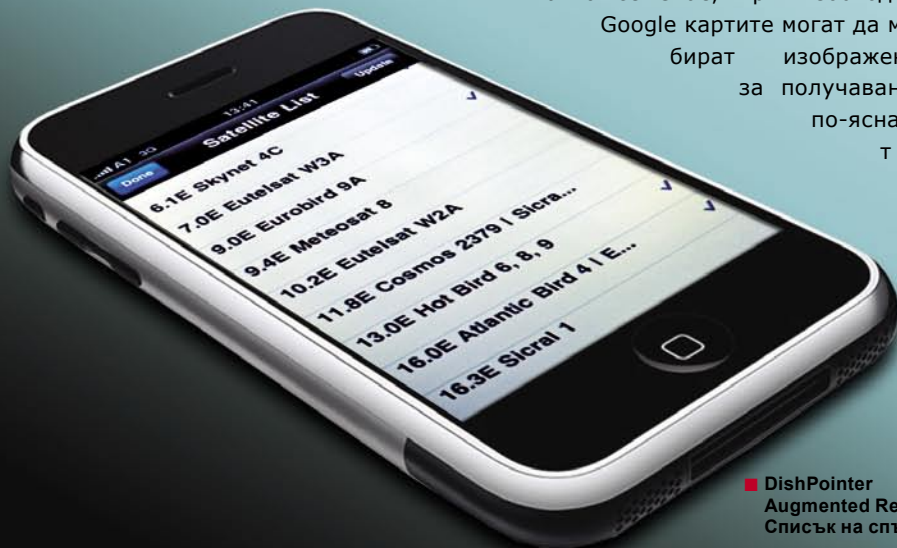 Google картите могат да
бират изображен
за получаван
по-ясна
т
A1 3G
13:41
Done
Satellite List
Update
6.1E Skynet 4C
7.0E Eutelsat W3A
9.0E Eurobird 9A
9.4E Meteosat 8
10.2E Eutelsat W2A
11.8E Cosmos 2379 | Sicra...
13.0E Hot Bird 6, 8, 9
16.0E Atlantic Bird 4 | E...
16.3E Sicral 1
DishPointer
Augmented Re
Списък на спъ